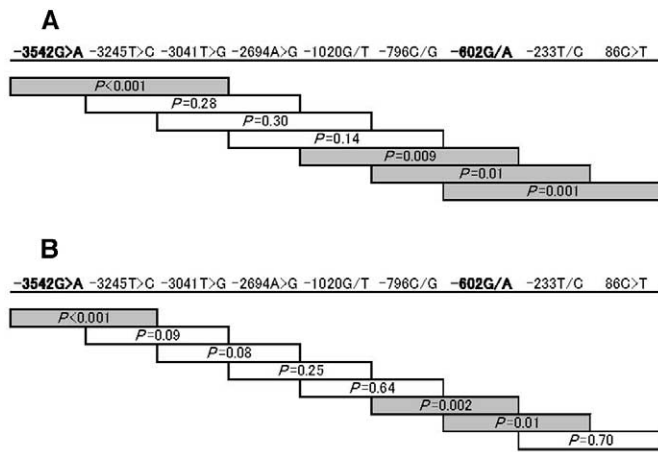 A
-3542G>A -3245T>C -3041T>G -2694A>G -1020G/T -796C/G -602G/A -233T/C 86C>T
P<0.001
P=0.28
P=0.30
P=0.14
P=0.009
P=0.01
P=0.001
B
-3542G>A -3245T>C -3041T>G -2694A>G -1020G/T -796C/G -602G/A -233T/C 86C>T
P<0.001
P=0.09
P=0.08
P=0.25
P=0.64
P=0.002
P=0.01
P=0.70